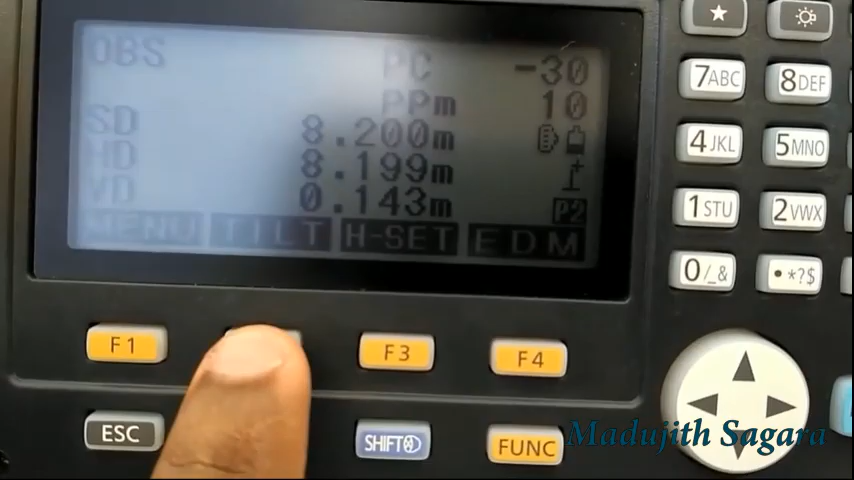 OBS PC -30
PPm 10
SD 8.200m
HD 8.199m
VD 0.143m P2
MENU TILT H-SET EDM
★
7ABC 8DEF
4JKL 5MNO
1STU 2VWX
0/_& •*?$
F1 F3 F4
ESC SHIFT FUNC
Madujith Sagara